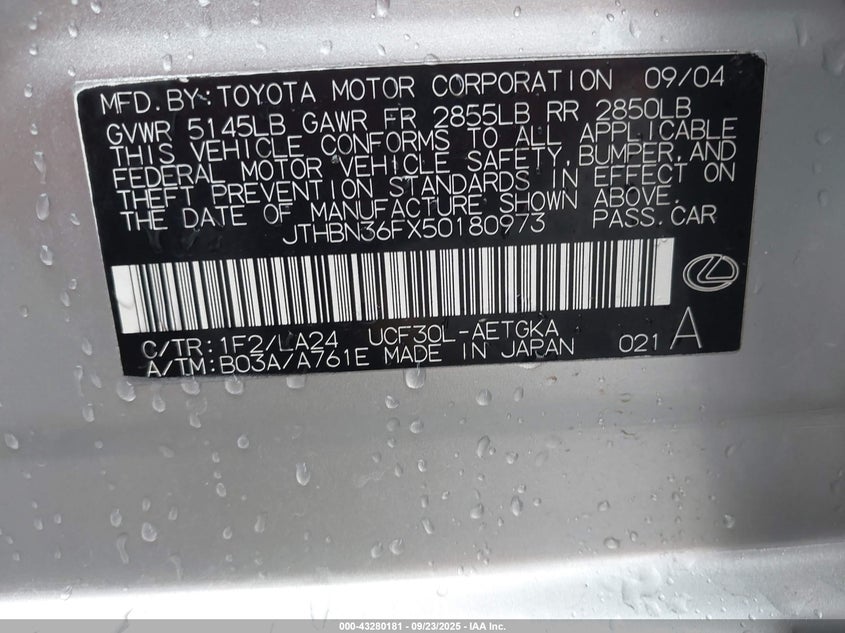 MFD. BY: TOYOTA MOTOR CORPORATION 09/04
GVWR 5145LB GAWR FR 2855LB RR 2850LB
THIS VEHICLE CONFORMS TO ALL APPLICABLE
FEDERAL MOTOR VEHICLE SAFETY, BUMPER, AND
THEFT PREVENTION STANDARDS IN EFFECT ON
THE DATE OF MANUFACTURE SHOWN ABOVE.
JTHBN36FX50180973 PASS. CAR
C/TR: 1F2/LA24 UCF30L-AETGKA
A/TM: B03A/A761E MADE IN JAPAN 021 A
000-43280181 - 09/23/2025 - IAA Inc.